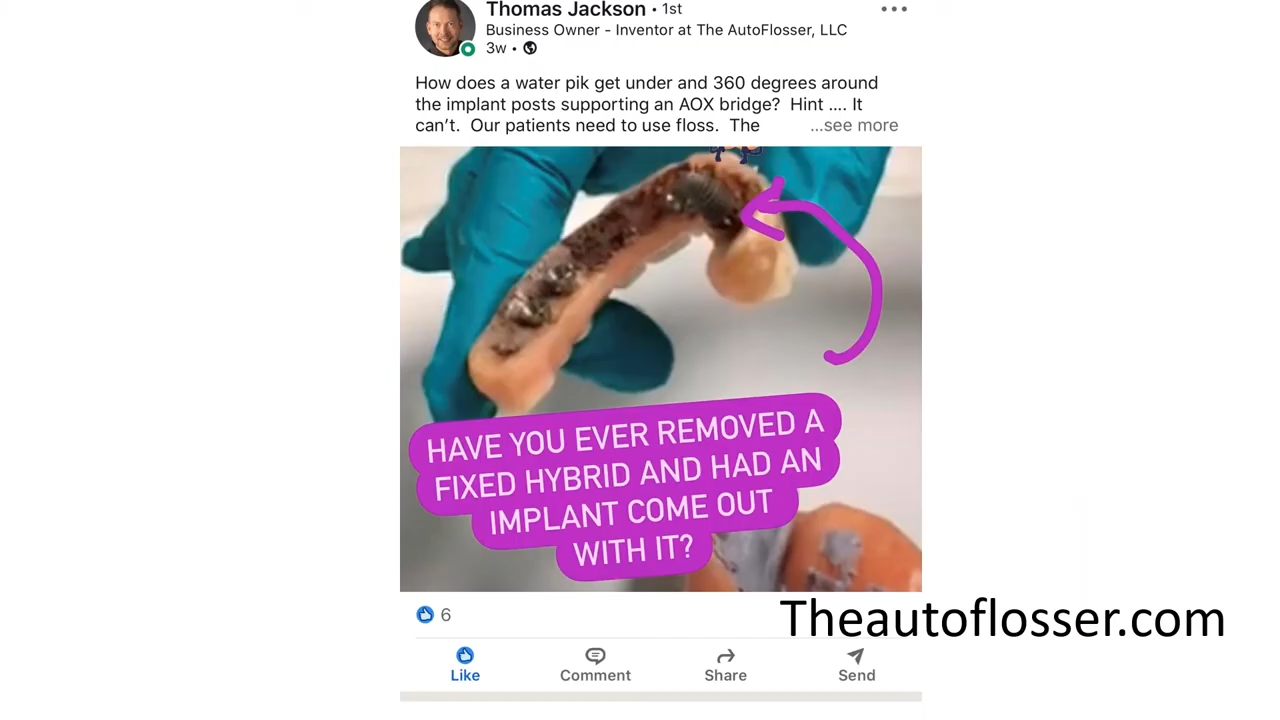 Thomas Jackson • 1st
Business Owner - Inventor at The AutoFlosser, LLC
3w •
How does a water pik get under and 360 degrees around
the implant posts supporting an AOX bridge? Hint .... It
can't. Our patients need to use floss. The ...see more
HAVE YOU EVER REMOVED A
FIXED HYBRID AND HAD AN
IMPLANT COME OUT
WITH IT?
Theautoflosser.com
6
Like Comment Share Send